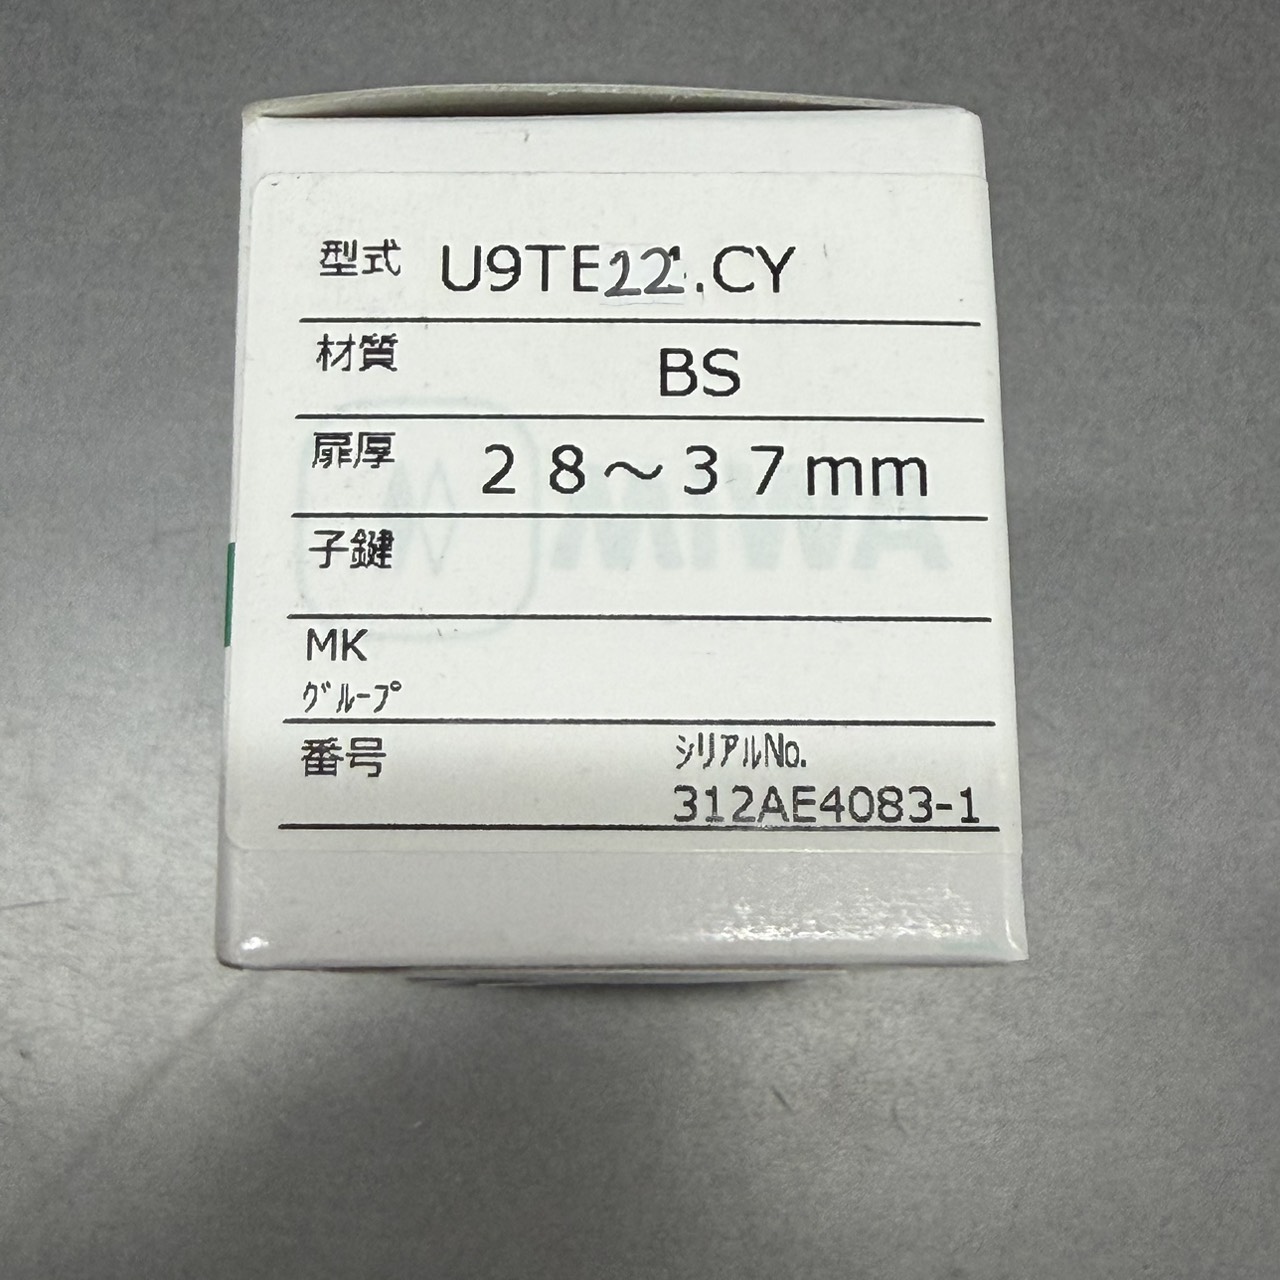 型式 U9TE22.CY
材質 BS
扉厚 28～37mm
子鍵
MIWA
MK
ｸﾞﾙｰﾌﾟ
番号 ｼﾘｱﾙNo.
312AE4083-1